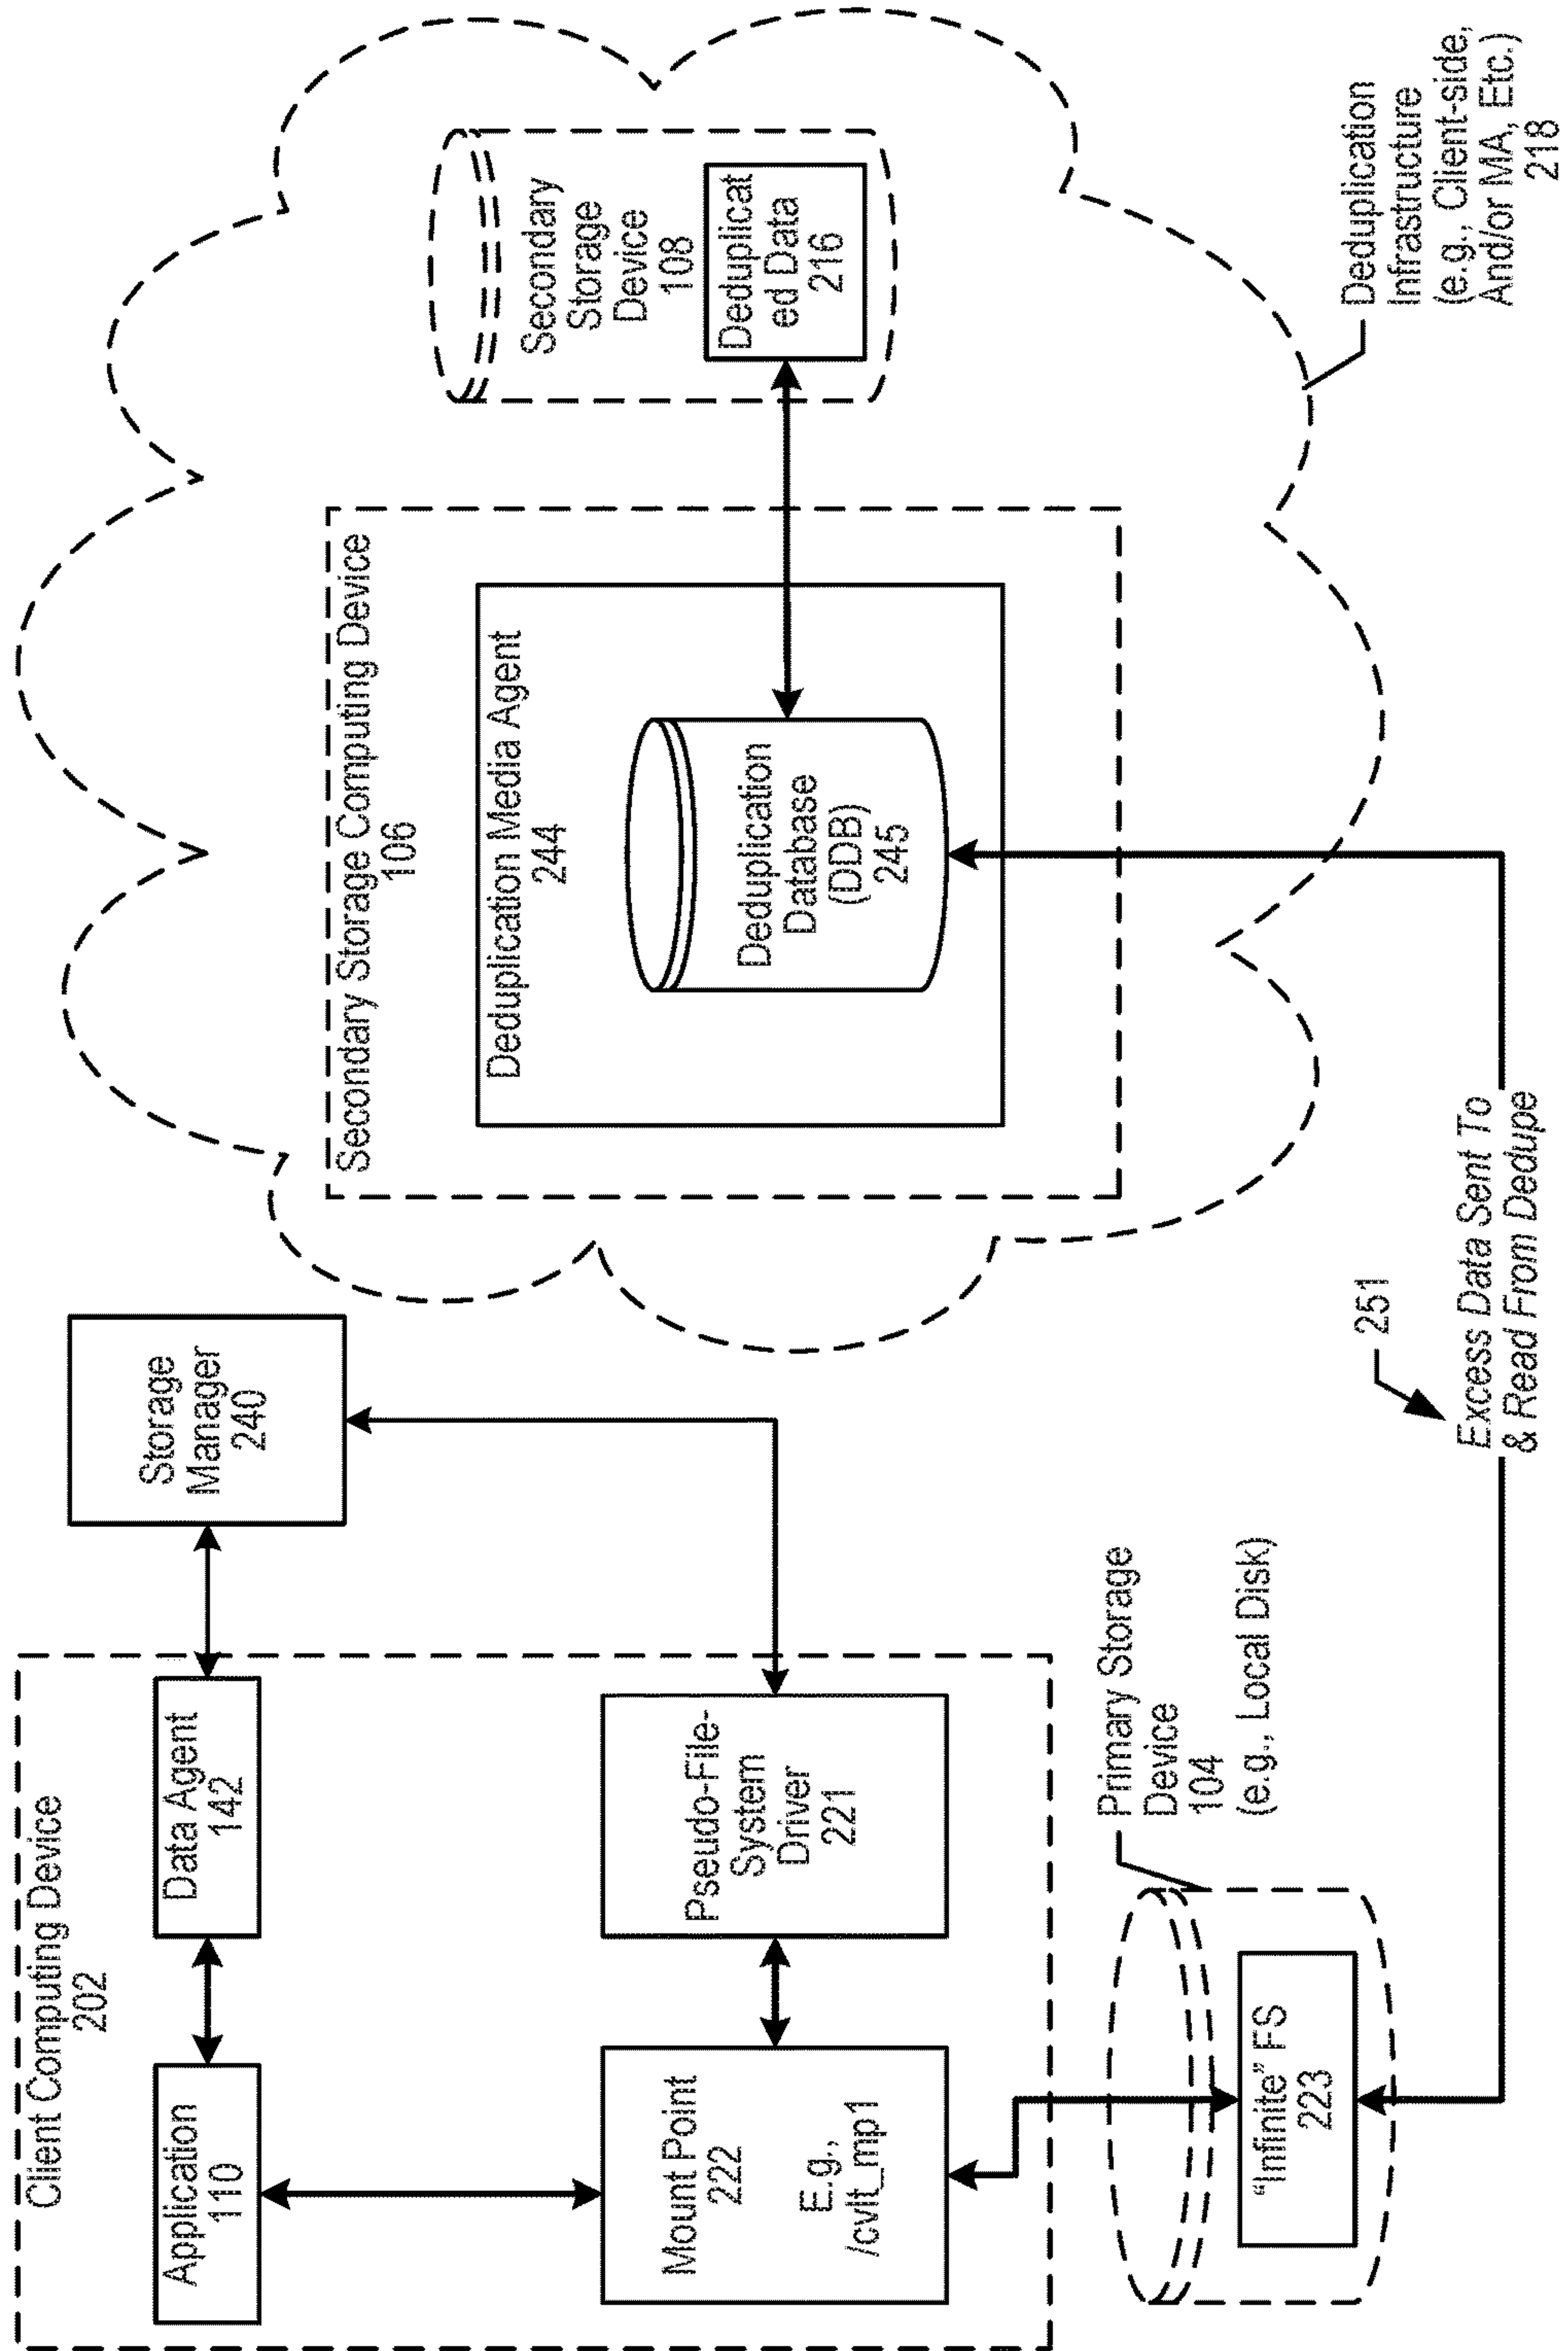 Client Computing Device
202
Application
110
Data Agent
142
Mount Point
222
E.g.,
/cvlt_mp1
Pseudo-File-
System
Driver
221
Storage
Manager
240
Primary Storage
Device
104
(e.g., Local Disk)
“Infinite” FS
223
251
Excess Data Sent To
& Read From Dedupe
Secondary Storage Computing Device
106
Deduplication Media Agent
244
Deduplication
Database
(DDB)
245
Secondary
Storage
Device
108
Deduplicat
ed Data
216
Deduplication
Infrastructure
(e.g., Client-side,
And/or MA, Etc.)
218